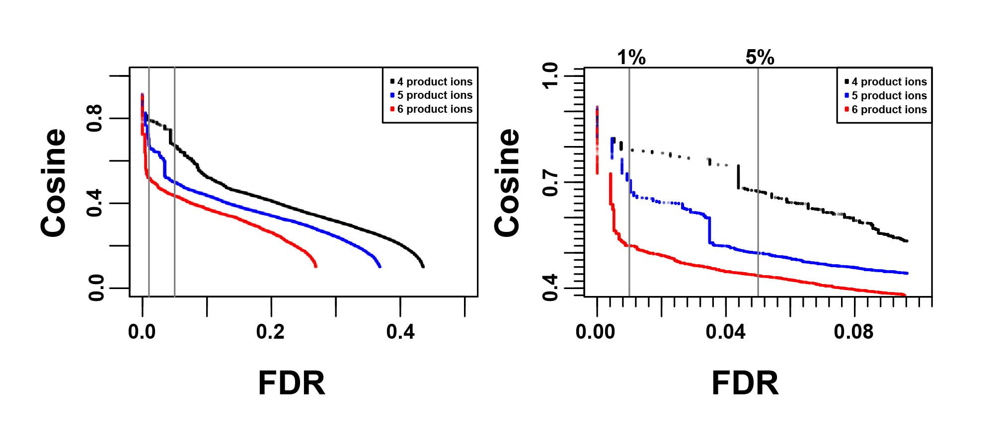 4 product ions
5 product ions
6 product ions
Cosine
0.8
0.4
0.0
0.0 0.2 0.4
FDR
1% 5%
4 product ions
5 product ions
6 product ions
Cosine
1.0
0.7
0.4
0.00 0.04 0.08
FDR